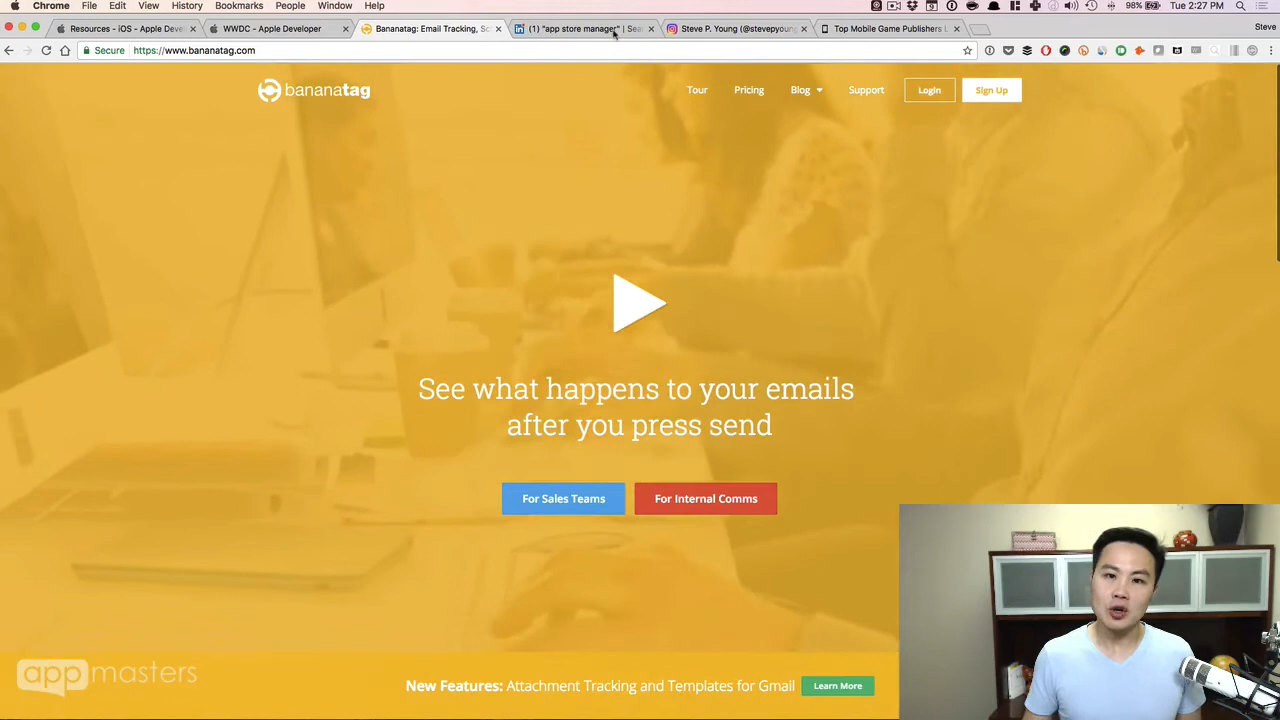 Chrome File Edit View History Bookmarks People Window Help 98% Tue 2:27 PM
Resources - iOS - Apple Deve
WWDC - Apple Developer
Bananatag: Email Tracking, Sc
(1) "app store manager" | Sea
Steve P. Young (@stevepyoung
Top Mobile Game Publishers L
Steve
Secure https://www.bananatag.com
bananatag
Tour Pricing Blog Support Login Sign Up
See what happens to your emails
after you press send
For Sales Teams For Internal Comms
New Features: Attachment Tracking and Templates for Gmail Learn More
appmasters